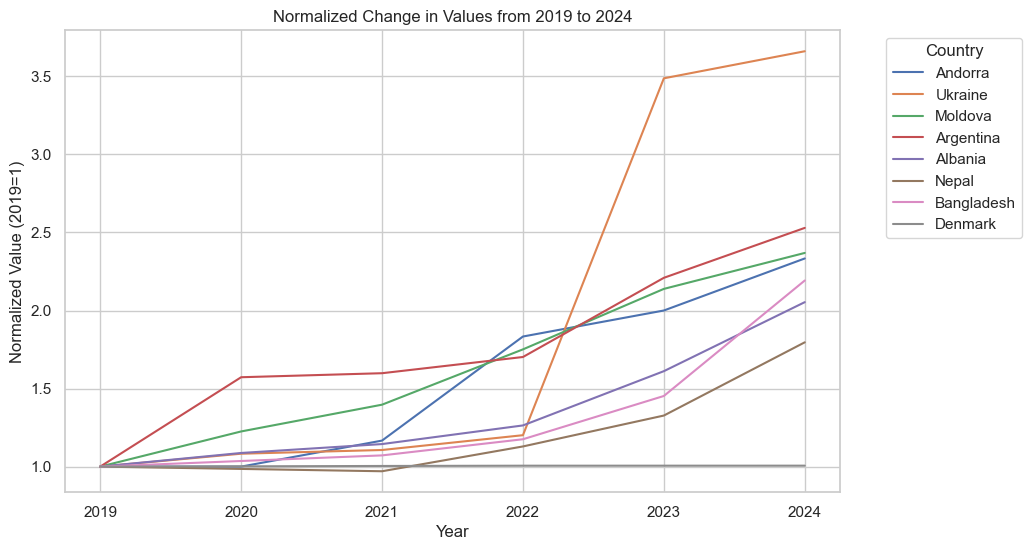 Normalized Change in Values from 2019 to 2024
Normalized Value (2019=1)
3.5
3.0
2.5
2.0
1.5
1.0
2019 2020 2021 2022 2023 2024
Year
Country
Andorra
Ukraine
Moldova
Argentina
Albania
Nepal
Bangladesh
Denmark